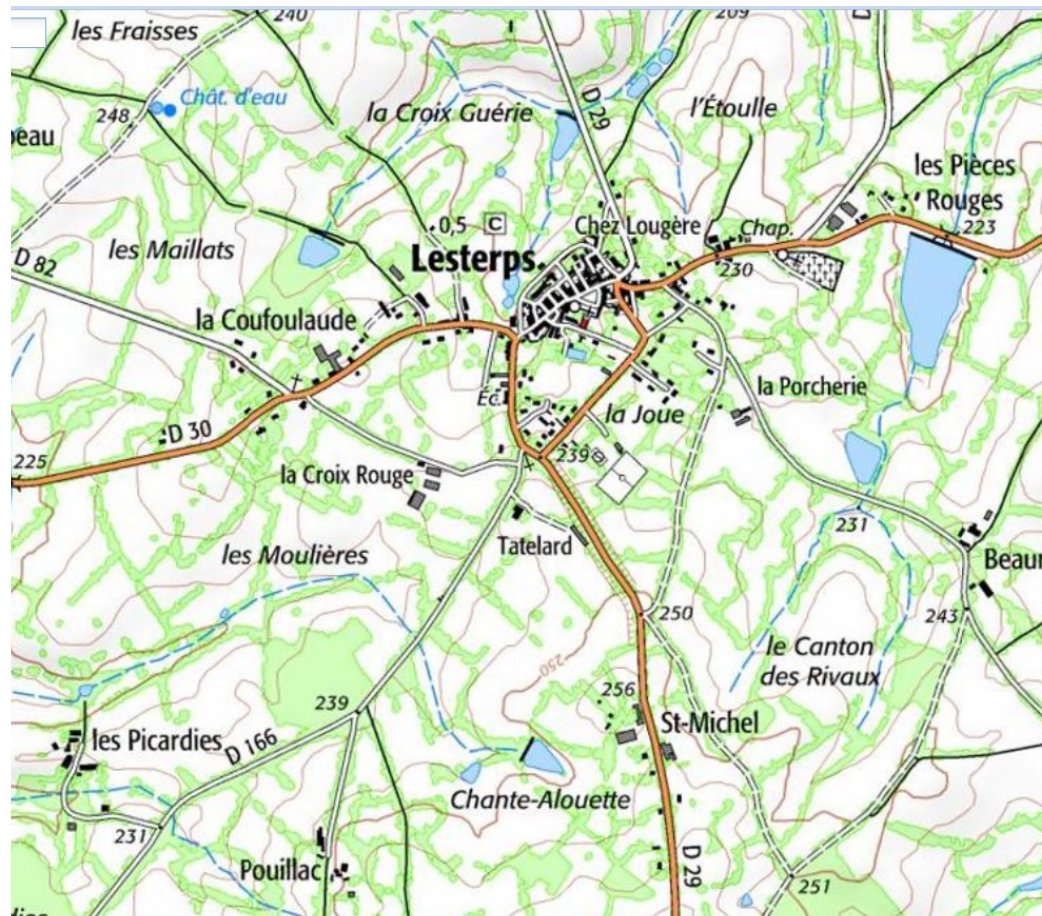 les Fraisses
240
209
D
Chât. d'eau
248
la Croix Guérie
D 29
l'Étoulle
beau
les Pièces
Rouges
223
0,5 C
Chez Lougère
Chap.
les Maillats
Lesterps
230
D 82
la Coufoulaude
la Porcherie
Éc.
la Joue
D 30
239
225
la Croix Rouge
231
Tatelard
les Moulières
Beaur
243
250
250
le Canton
des Rivaux
256
239
St-Michel
les Picardies
D 166
Chante-Alouette
231
Pouillac
D 29
251